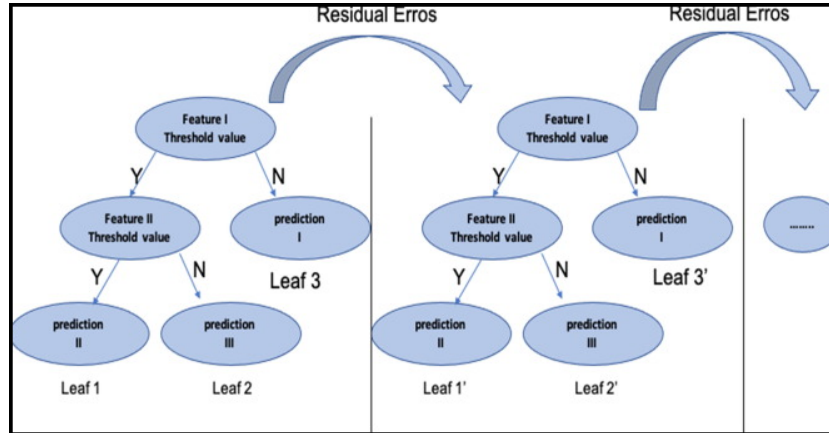 Residual Erros
Residual Erros
Feature I
Threshold value
Y
N
Feature II
Threshold value
prediction
I
Leaf 3
Y
N
prediction
II
prediction
III
Leaf 1
Leaf 2
Feature I
Threshold value
Y
N
Feature II
Threshold value
prediction
I
Leaf 3'
Y
N
prediction
II
prediction
III
Leaf 1'
Leaf 2'
........